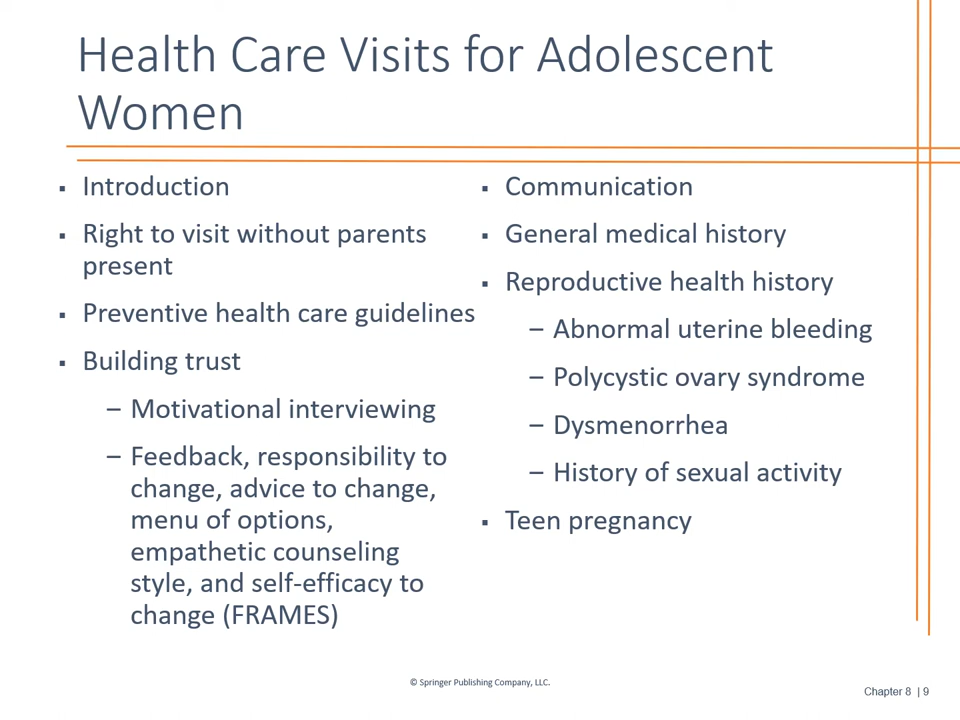 Health Care Visits for Adolescent
Women
▪ Introduction
▪ Right to visit without parents
present
▪ Preventive health care guidelines
▪ Building trust
– Motivational interviewing
– Feedback, responsibility to
change, advice to change,
menu of options,
empathetic counseling
style, and self-efficacy to
change (FRAMES)
▪ Communication
▪ General medical history
▪ Reproductive health history
– Abnormal uterine bleeding
– Polycystic ovary syndrome
– Dysmenorrhea
– History of sexual activity
▪ Teen pregnancy
© Springer Publishing Company, LLC.
Chapter 8 | 9